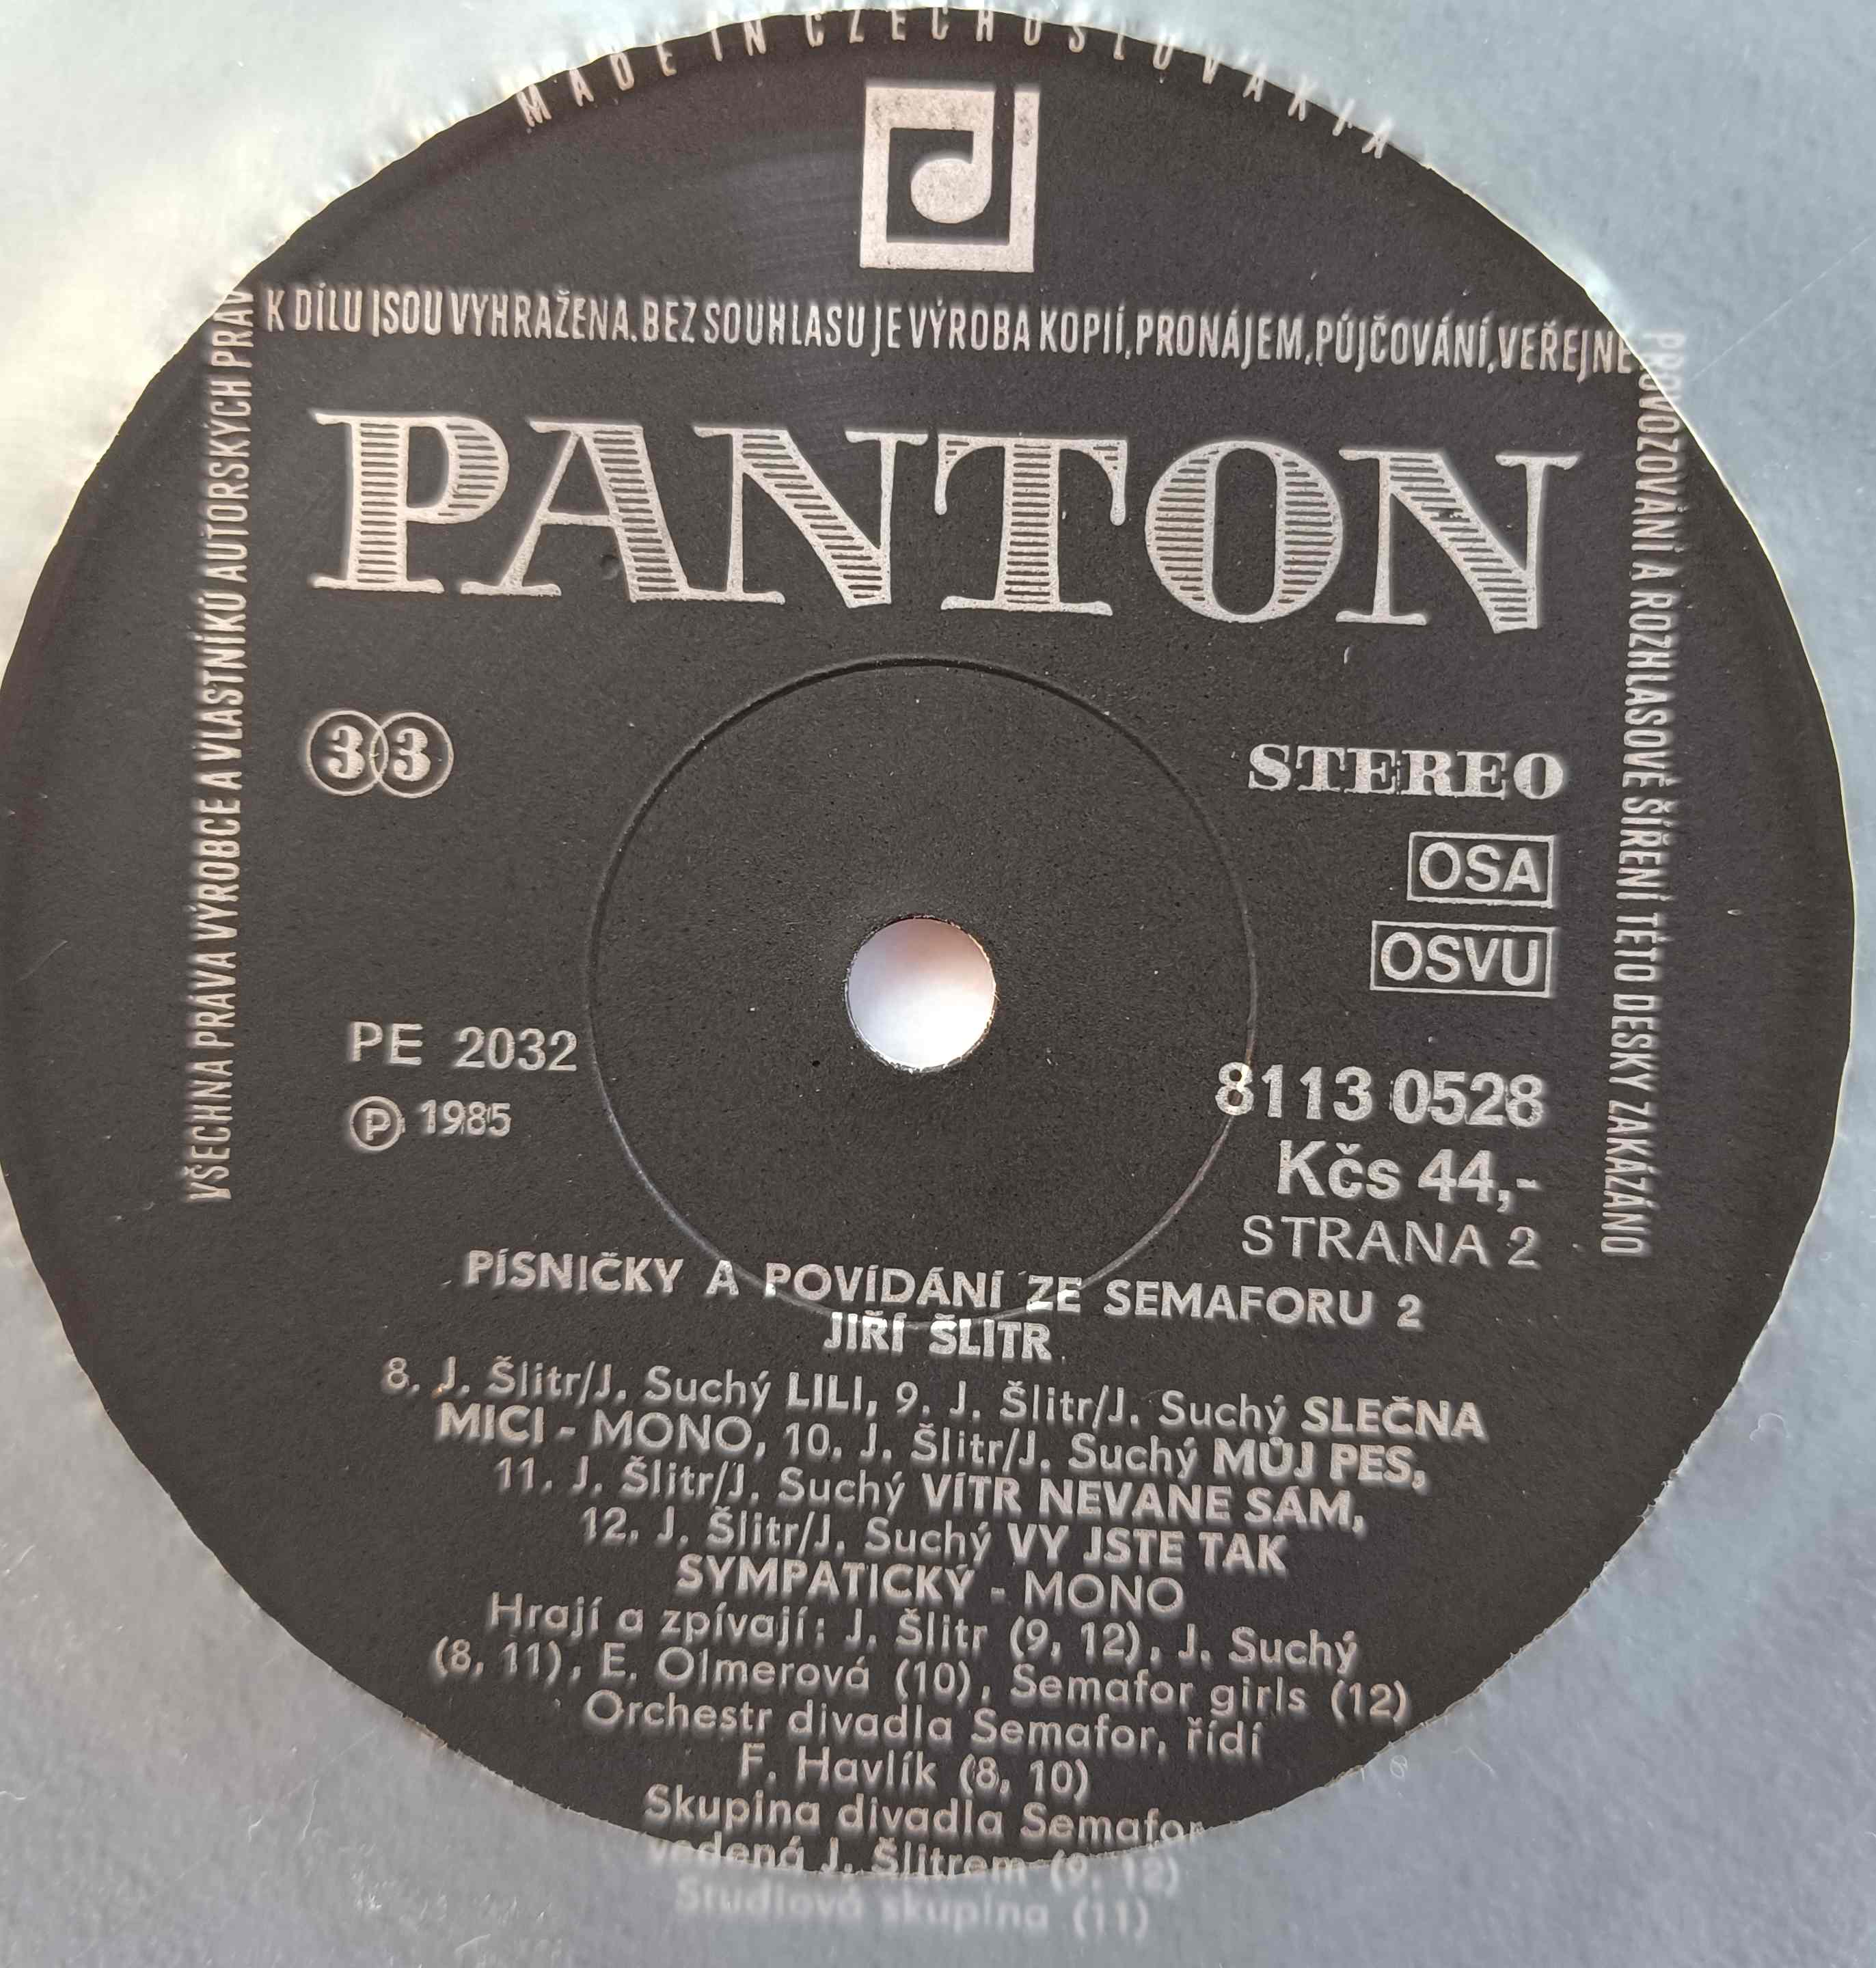 MADE IN CZECHOSLOVAKIA
VŠECHNA PRÁVA VÝROBCE A VLASTNÍKŮ AUTORSKÝCH PRÁV
K DÍLU JSOU VYHRAŽENA. BEZ SOUHLASU JE VÝROBA KOPIÍ, PRONÁJEM, PŮJČOVÁNÍ, VEŘEJNÉ
PROVOZOVÁNÍ A ROZHLASOVÉ ŠÍŘENÍ TÉTO DESKY ZAKÁZÁNO
PANTON
33
STEREO
OSA
OSVU
PE 2032
Ⓟ 1985
8113 0528
Kčs 44,-
STRANA 2
PÍSNIČKY A POVÍDÁNÍ ZE SEMAFORU 2
JIŘÍ ŠLITR
8. J. Šlitr/J. Suchý LILI, 9. J. Šlitr/J. Suchý SLEČNA
MICI - MONO, 10. J. Šlitr/J. Suchý MŮJ PES,
11. J. Šlitr/J. Suchý VÍTR NEVANE SÁM,
12. J. Šlitr/J. Suchý VY JSTE TAK
SYMPATICKÝ - MONO
Hrají a zpívají: J. Šlitr (9, 12), J. Suchý
(8, 11), E. Olmerová (10), Semafor girls (12)
Orchestr divadla Semafor, řídí
F. Havlík (8, 10)
Skupina divadla Semafor
vedená J. Šlitrem (9, 12)
Studiová skupina (11)